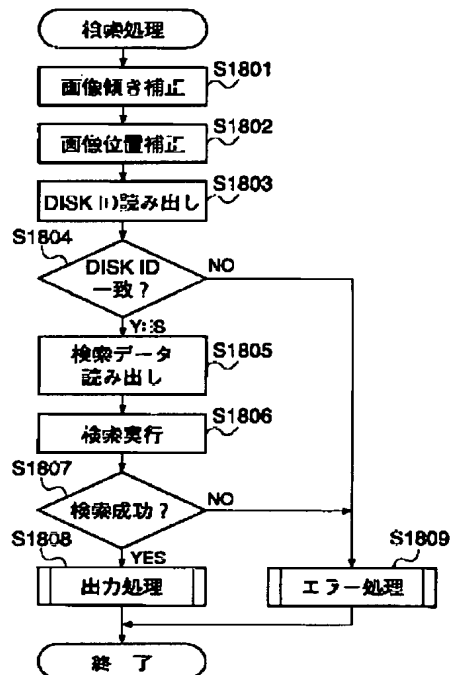 検索処理
S1801
画像傾き補正
S1802
画像位置補正
S1803
DISK ID読み出し
S1804
DISK ID
一致？
NO
YES
S1805
検索データ
読み出し
S1806
検索実行
S1807
検索成功？
NO
YES
S1808
出力処理
S1809
エラー処理
終了